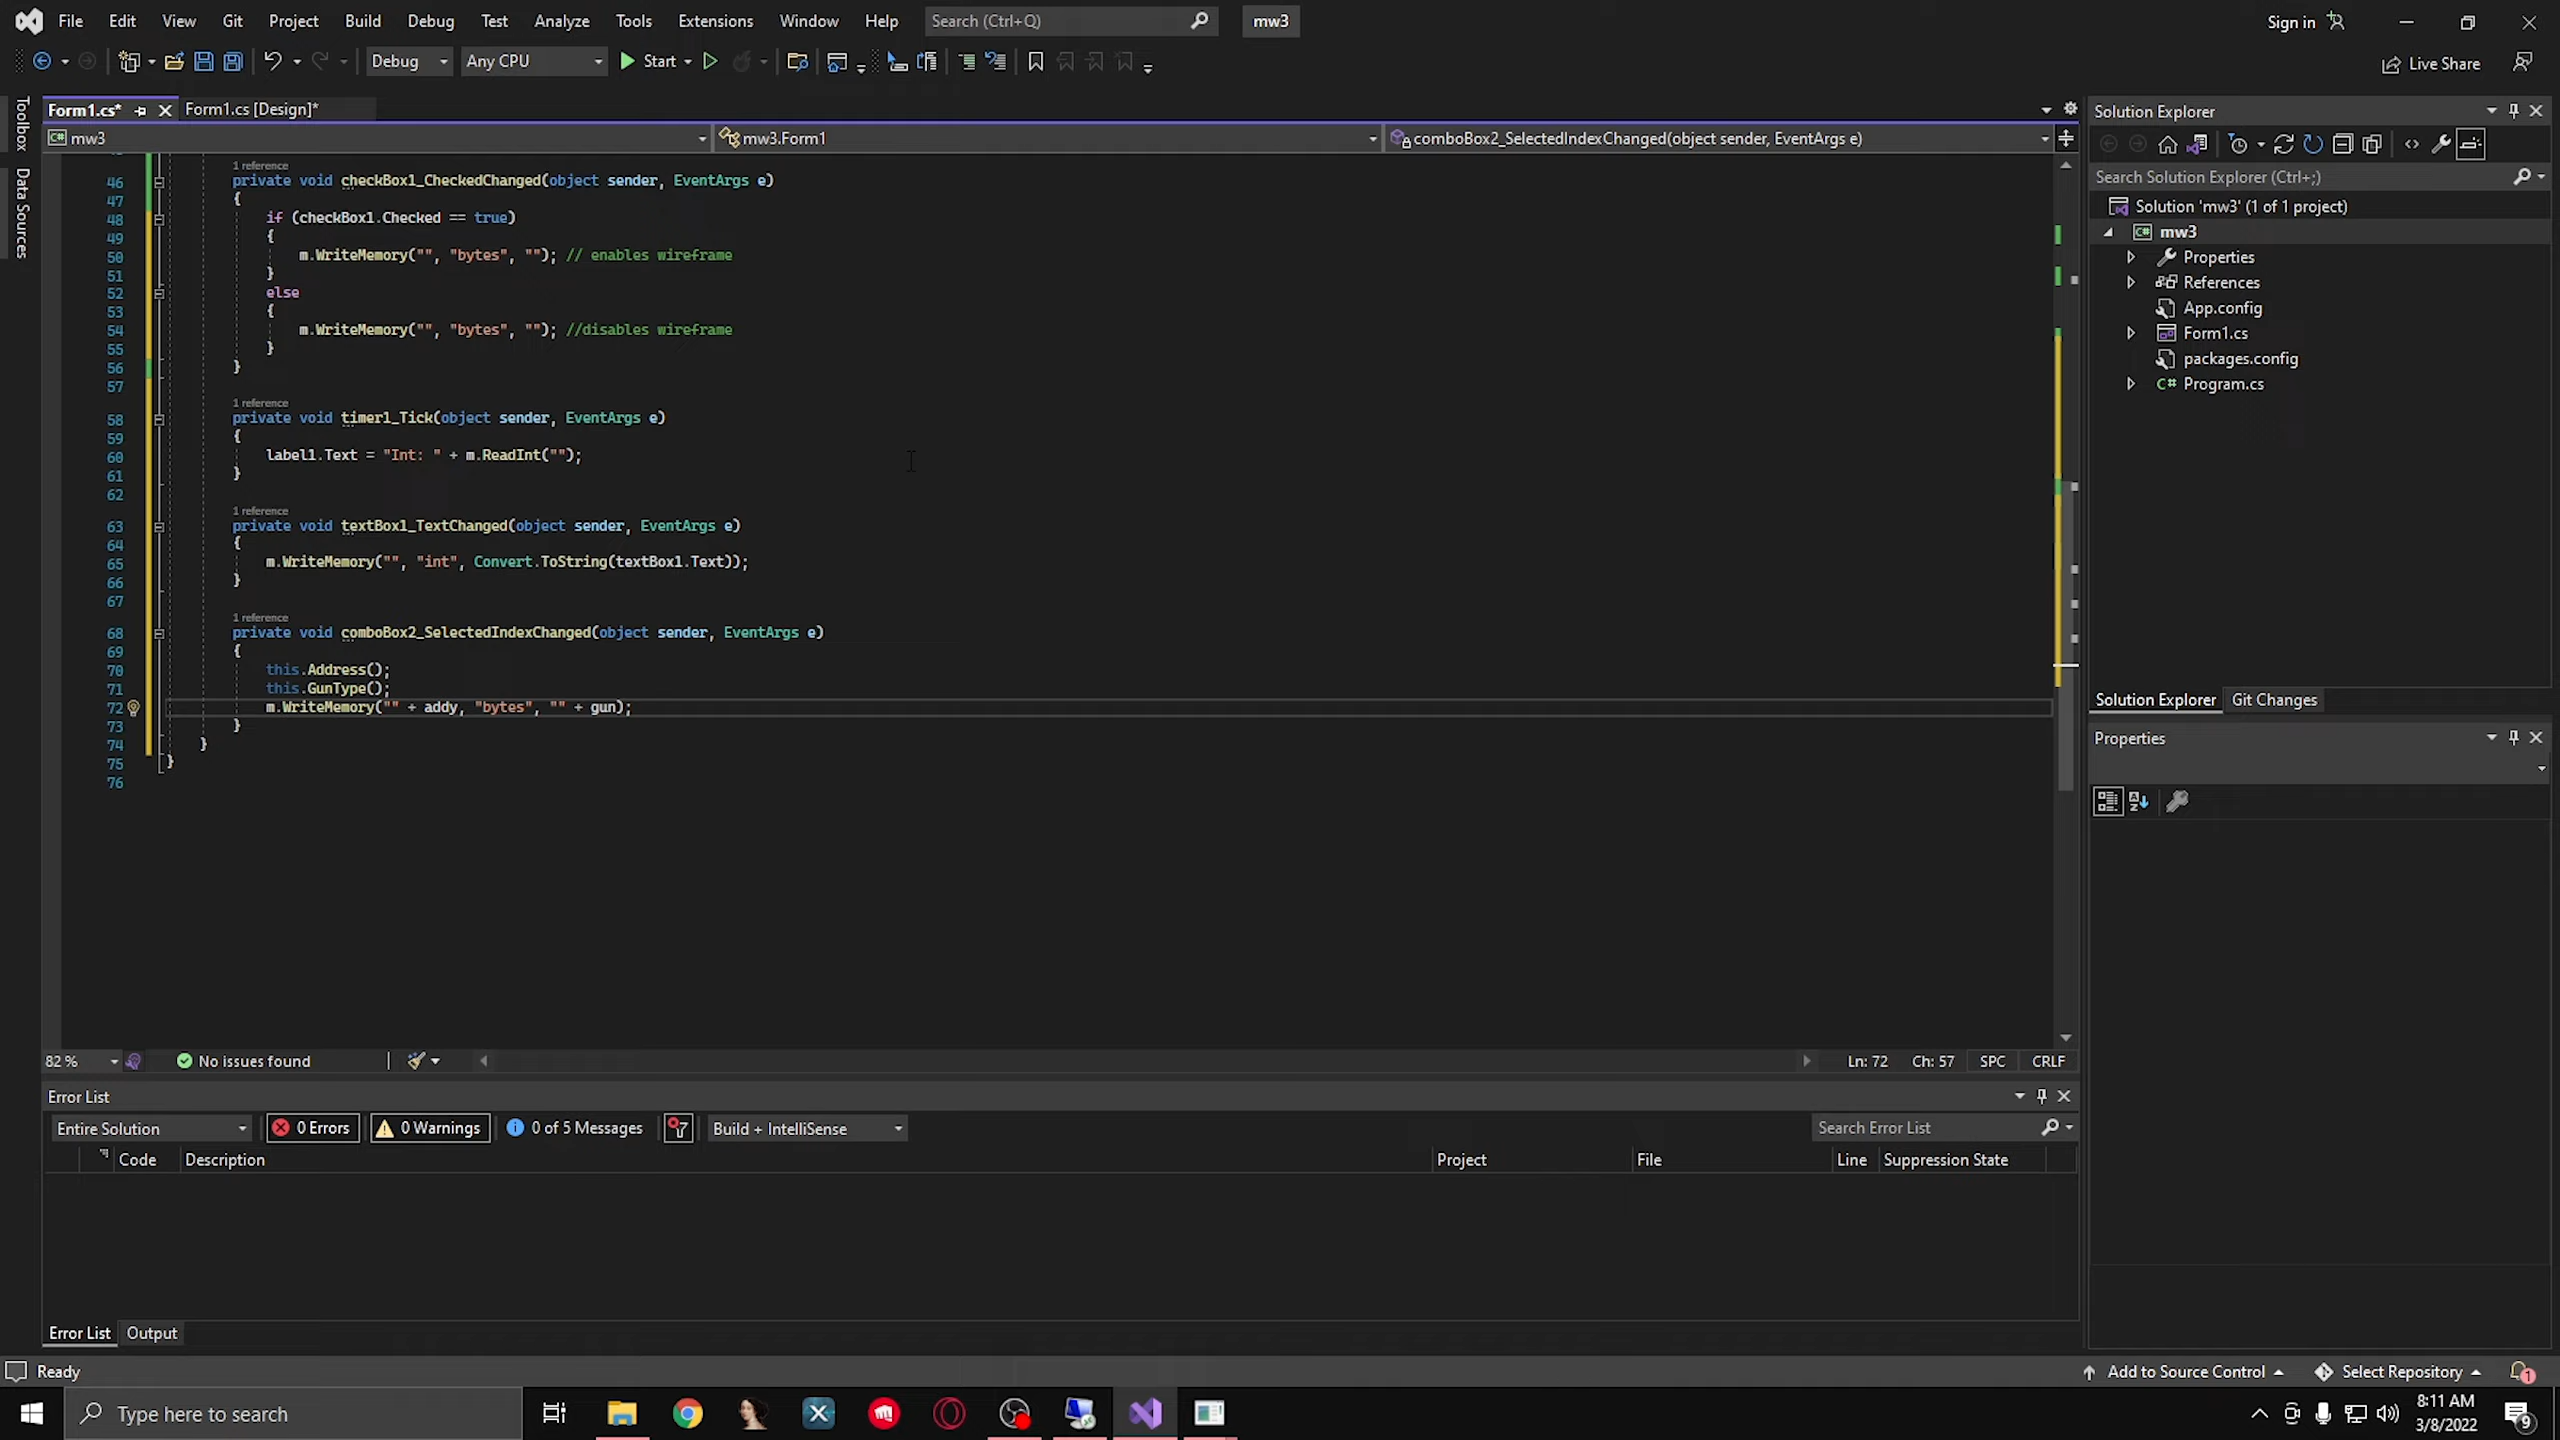 File Edit View Git Project Build Debug Test Analyze Tools Extensions Window Help Search (Ctrl+Q) mw3 Sign in
Debug Any CPU Start Live Share
Toolbox
Data Sources
Form1.cs* Form1.cs [Design]*
mw3 mw3.Form1 comboBox2_SelectedIndexChanged(object sender, EventArgs e)
1 reference
46 private void checkBox1_CheckedChanged(object sender, EventArgs e)
47 {
48 if (checkBox1.Checked == true)
49 {
50 m.WriteMemory("", "bytes", ""); // enables wireframe
51 }
52 else
53 {
54 m.WriteMemory("", "bytes", ""); //disables wireframe
55 }
56 }
57
1 reference
58 private void timer1_Tick(object sender, EventArgs e)
59 {
60 label1.Text = "Int: " + m.ReadInt("");
61 }
62
1 reference
63 private void textBox1_TextChanged(object sender, EventArgs e)
64 {
65 m.WriteMemory("", "int", Convert.ToString(textBox1.Text));
66 }
67
1 reference
68 private void comboBox2_SelectedIndexChanged(object sender, EventArgs e)
69 {
70 this.Address();
71 this.GunType();
72 m.WriteMemory("" + addy, "bytes", "" + gun);
73 }
74 }
75 }
76
82 % No issues found Ln: 72 Ch: 57 SPC CRLF
Error List
Entire Solution 0 Errors 0 Warnings 0 of 5 Messages Build + IntelliSense Search Error List
Code Description Project File Line Suppression State
Error List Output
Solution Explorer
Search Solution Explorer (Ctrl+;)
Solution 'mw3' (1 of 1 project)
C# mw3
Properties
References
App.config
Form1.cs
packages.config
C# Program.cs
Solution Explorer Git Changes
Properties
Ready Add to Source Control Select Repository 1
Type here to search 8:11 AM
3/8/2022
9